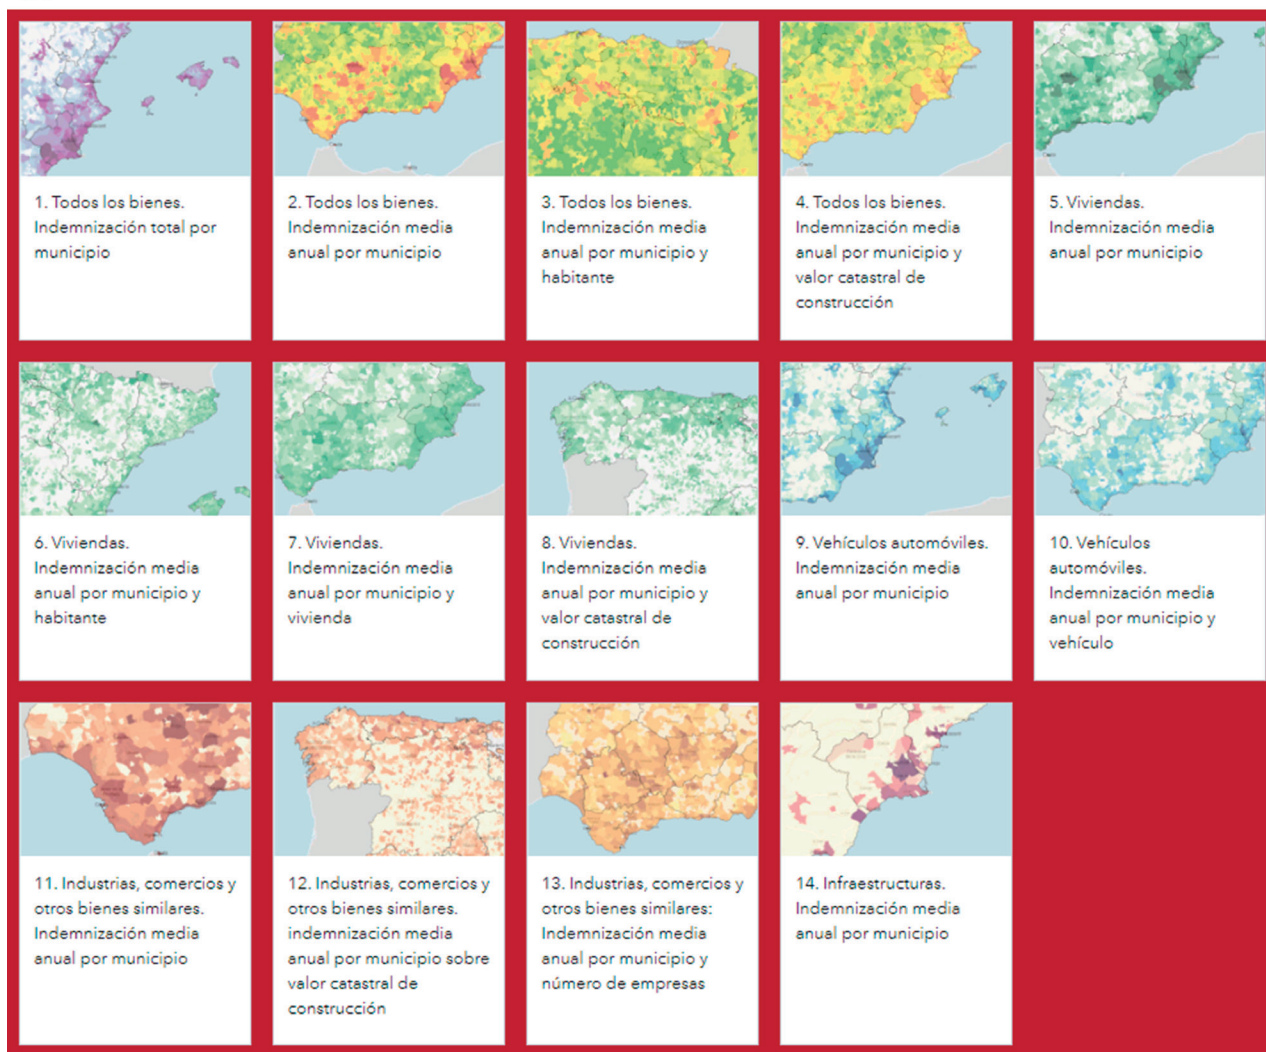 1. Todos los bienes.
Indemnización total por
municipio
2. Todos los bienes.
Indemnización media
anual por municipio
3. Todos los bienes.
Indemnización media
anual por municipio y
habitante
4. Todos los bienes.
Indemnización media
anual por municipio y
valor catastral de
construcción
5. Viviendas.
Indemnización media
anual por municipio
6. Viviendas.
Indemnización media
anual por municipio y
habitante
7. Viviendas.
Indemnización media
anual por municipio y
vivienda
8. Viviendas.
Indemnización media
anual por municipio y
valor catastral de
construcción
9. Vehículos automóviles.
Indemnización media
anual por municipio
10. Vehículos
automóviles.
Indemnización media
anual por municipio y
vehículo
11. Industrias, comercios y
otros bienes similares.
Indemnización media
anual por municipio
12. Industrias, comercios y
otros bienes similares.
indemnización media
anual por municipio sobre
valor catastral de
construcción
13. Industrias, comercios y
otros bienes similares:
Indemnización media
anual por municipio y
número de empresas
14. Infraestructuras.
Indemnización media
anual por municipio